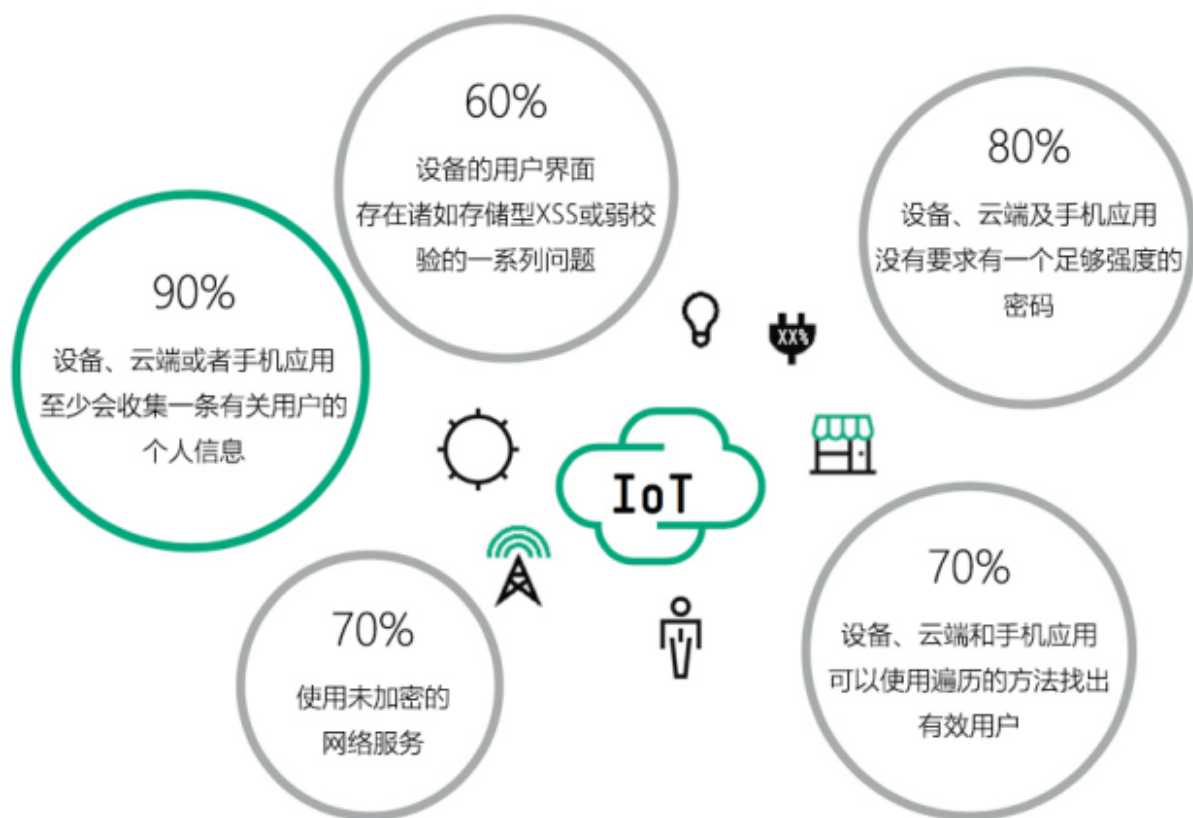 60%
设备的用户界面
存在诸如存储型XSS或弱校
验的一系列问题
80%
设备、云端及手机应用
没有要求有一个足够强度的
密码
90%
设备、云端或者手机应用
至少会收集一条有关用户的
个人信息
XX%
IoT
70%
使用未加密的
网络服务
70%
设备、云端和手机应用
可以使用遍历的方法找出
有效用户